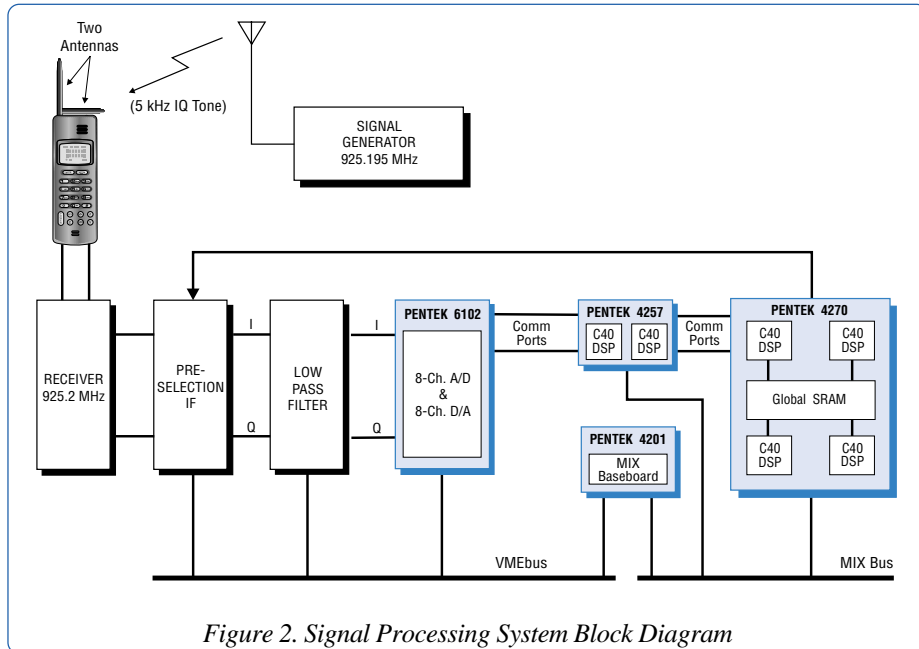 Two
Antennas
(5 kHz IQ Tone)
SIGNAL
GENERATOR
925.195 MHz
RECEIVER
925.2 MHz
PRE-
SELECTION
IF
I
Q
LOW
PASS
FILTER
I
Q
PENTEK 6102
8-Ch. A/D
&
8-Ch. D/A
Comm
Ports
PENTEK 4257
C40
DSP
C40
DSP
Comm
Ports
PENTEK 4270
C40
DSP
C40
DSP
Global SRAM
C40
DSP
C40
DSP
PENTEK 4201
MIX
Baseboard
VMEbus
MIX Bus
Figure 2. Signal Processing System Block Diagram